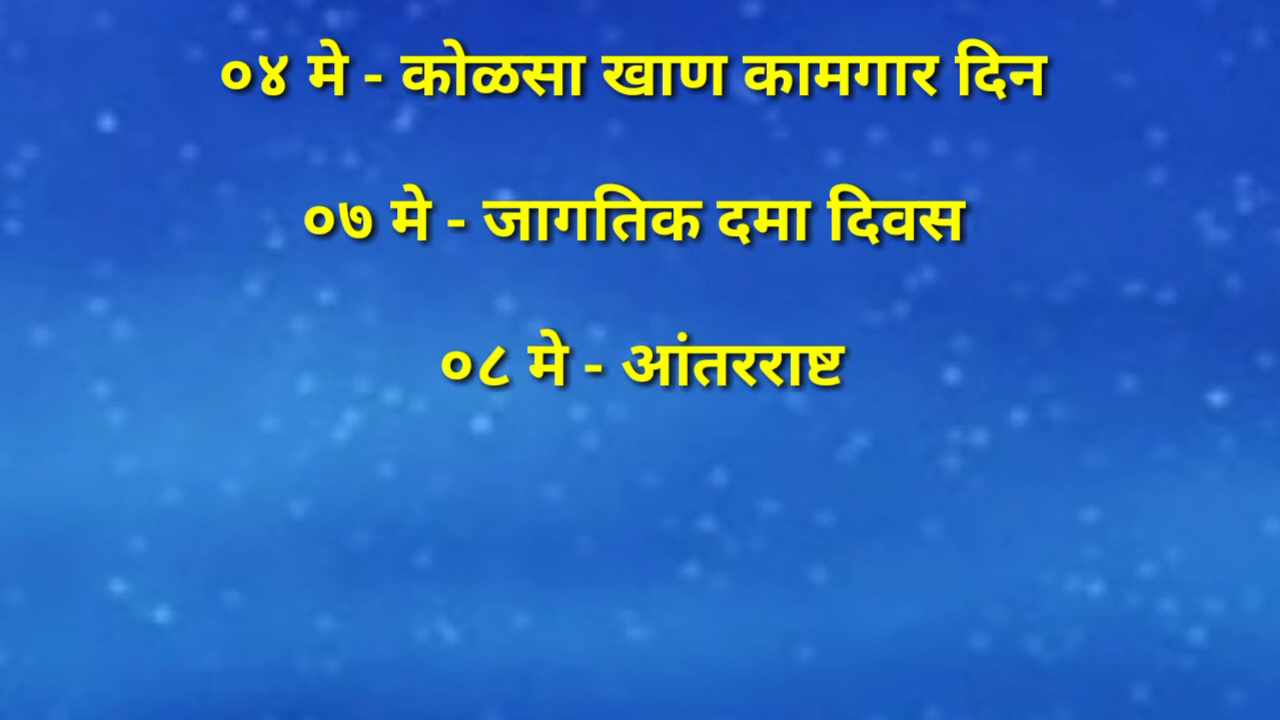 ०४ मे - कोळसा खाण कामगार दिन
०७ मे - जागतिक दमा दिवस
०८ मे - आंतरराष्ट